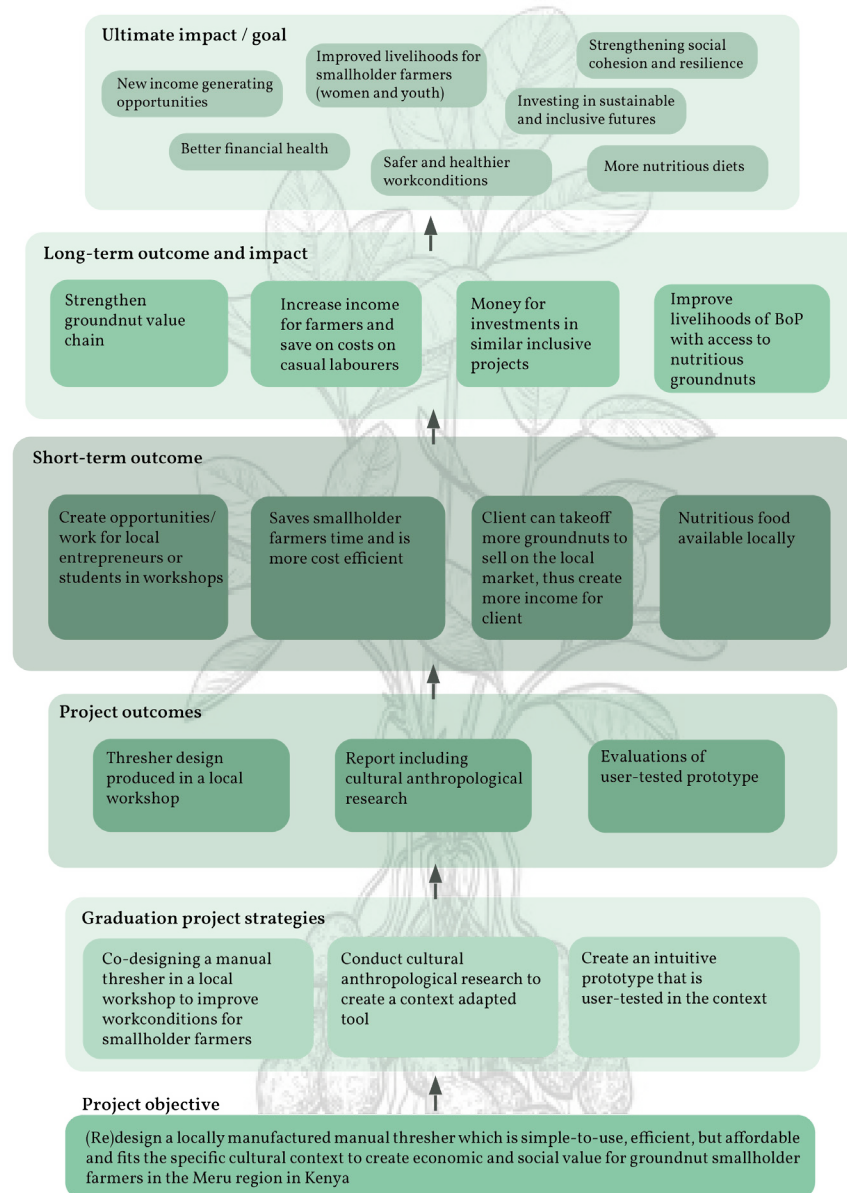 Ultimate impact / goal
New income generating
opportunities
Improved livelihoods for
smallholder farmers
(women and youth)
Strengthening social
cohesion and resilience
Investing in sustainable
and inclusive futures
Better financial health
Safer and healthier
workconditions
More nutritious diets
Long-term outcome and impact
Strengthen
groundnut value
chain
Increase income
for farmers and
save on costs on
casual labourers
Money for
investments in
similar inclusive
projects
Improve
livelihoods of BoP
with access to
nutritious
groundnuts
Short-term outcome
Create opportunities/
work for local
entrepreneurs or
students in workshops
Saves smallholder
farmers time and is
more cost efficient
Client can takeoff
more groundnuts to
sell on the local
market, thus create
more income for
client
Nutritious food
available locally
Project outcomes
Thresher design
produced in a local
workshop
Report including
cultural anthropological
research
Evaluations of
user-tested prototype
Graduation project strategies
Co-designing a manual
thresher in a local
workshop to improve
workconditions for
smallholder farmers
Conduct cultural
anthropological research to
create a context adapted
tool
Create an intuitive
prototype that is
user-tested in the context
Project objective
(Re)design a locally manufactured manual thresher which is simple-to-use, efficient, but affordable
and fits the specific cultural context to create economic and social value for groundnut smallholder
farmers in the Meru region in Kenya